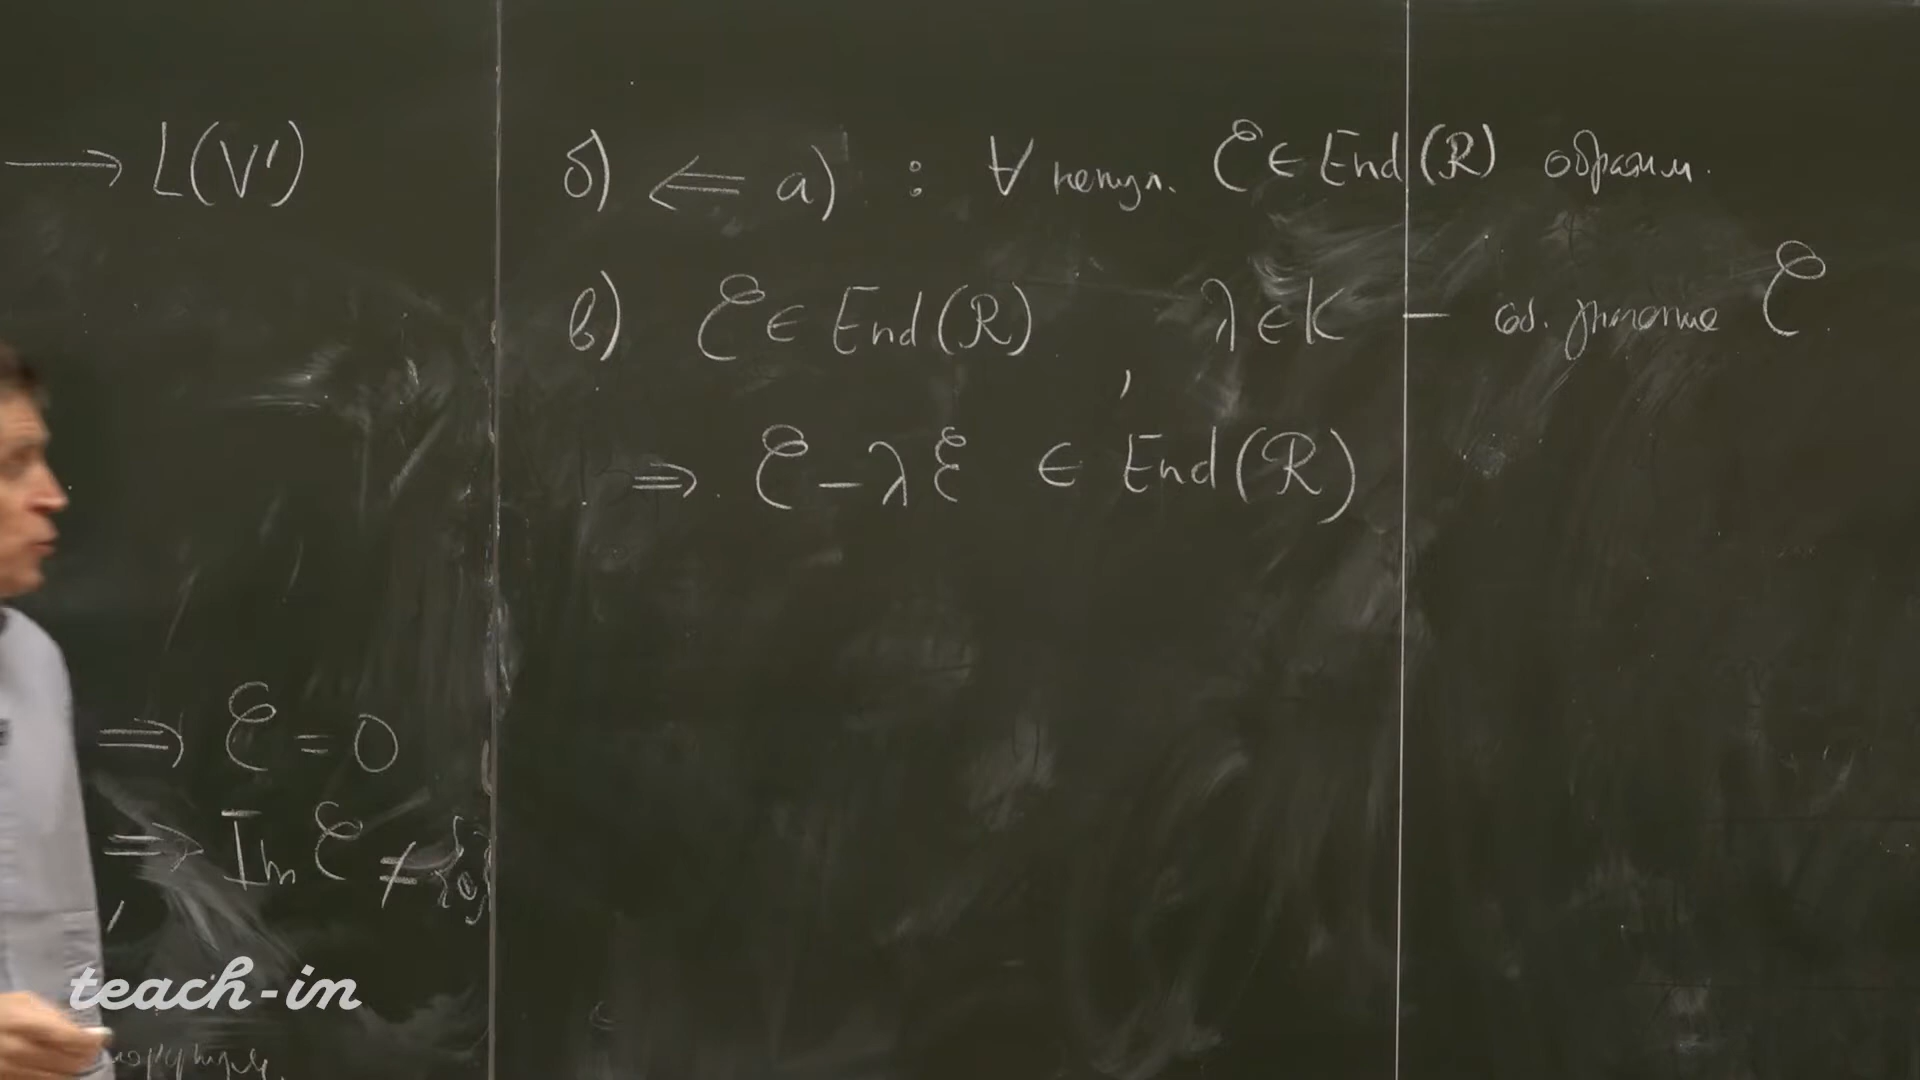 → L(V')
⇒ 𝒞 = 0
⇒ Im 𝒞 ≠ {0}
б) ⇐ а) : ∀ ненул. 𝒞 ∈ End(R) обратим.
в) 𝒞 ∈ End(R) λ ∈ K — соб. значение 𝒞.
⇒ 𝒞 - λℰ ∈ End(R)
teach-in